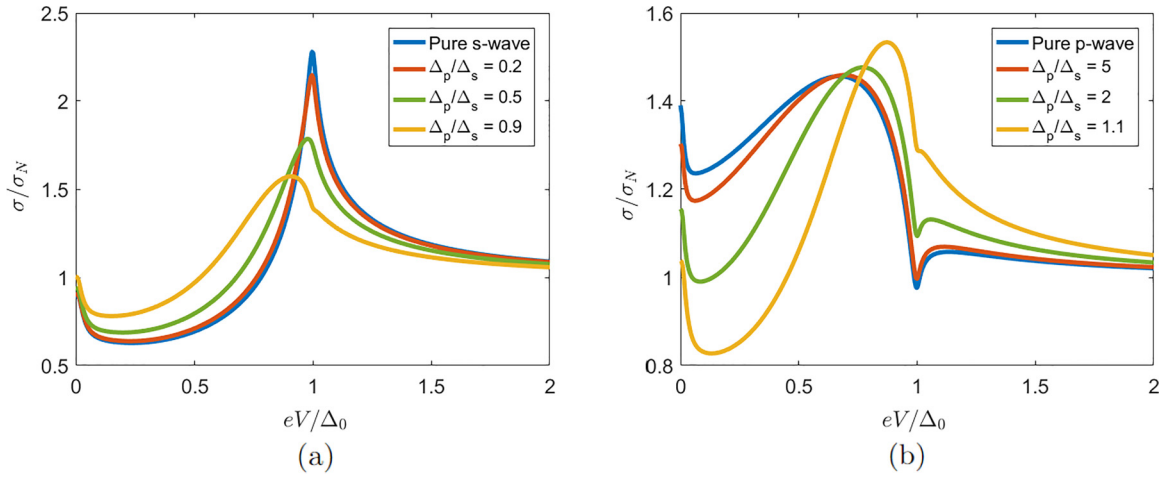 2.5
2
1.5
1
0.5
0
0.5
1
1.5
2
σ/σ_N
eV/Δ₀
Pure s-wave
Δ_p/Δ_s = 0.2
Δ_p/Δ_s = 0.5
Δ_p/Δ_s = 0.9
(a)
1.6
1.4
1.2
1
0.8
0
0.5
1
1.5
2
σ/σ_N
eV/Δ₀
Pure p-wave
Δ_p/Δ_s = 5
Δ_p/Δ_s = 2
Δ_p/Δ_s = 1.1
(b)